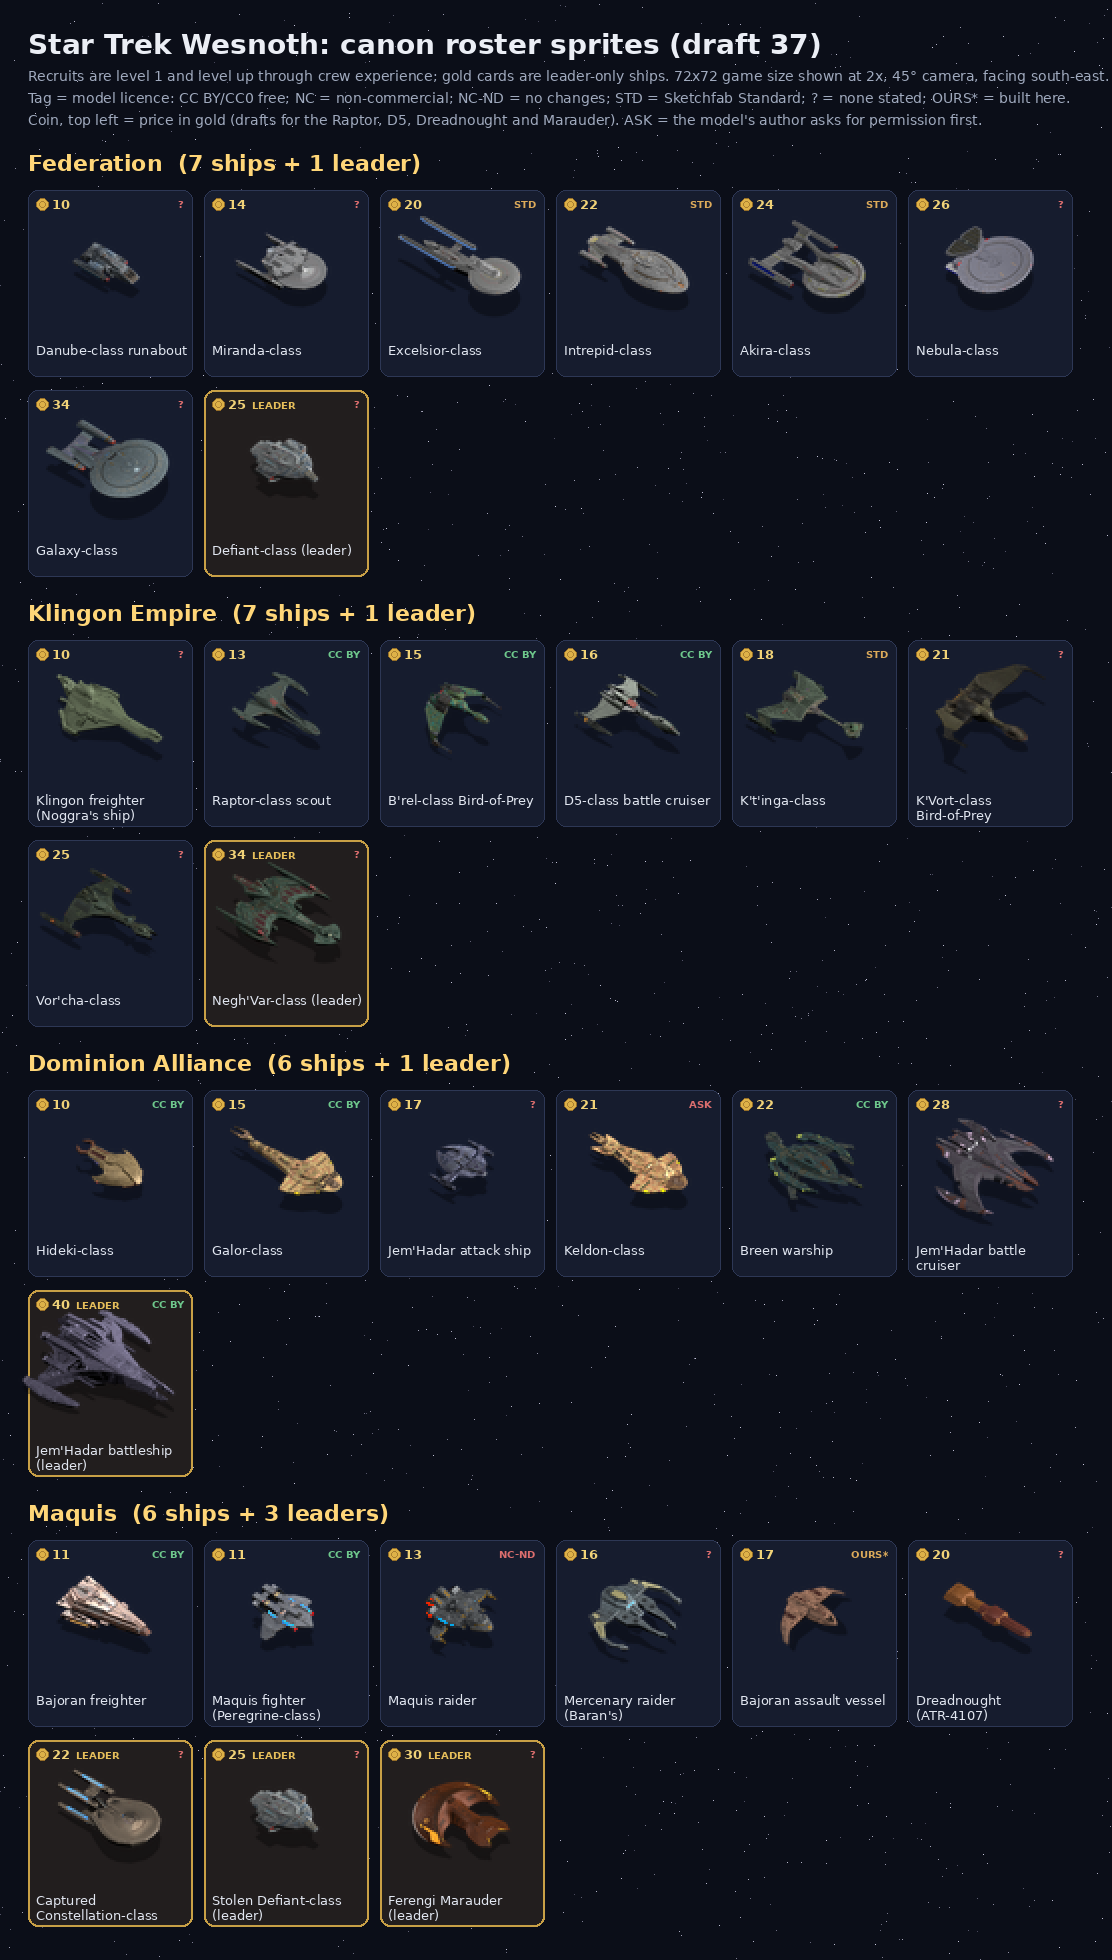 Star Trek Wesnoth: canon roster sprites (draft 37)
Recruits are level 1 and level up through crew experience; gold cards are leader-only ships. 72x72 game size shown at 2x, 45° camera, facing south-east.
Tag = model licence: CC BY/CC0 free; NC = non-commercial; NC-ND = no changes; STD = Sketchfab Standard; ? = none stated; OURS* = built here.
Coin, top left = price in gold (drafts for the Raptor, D5, Dreadnought and Marauder). ASK = the model's author asks for permission first.
Federation (7 ships + 1 leader)
10 ? 14 ? 20 STD 22 STD 24 STD 26 ?
Danube-class runabout Miranda-class Excelsior-class Intrepid-class Akira-class Nebula-class
34 ? 25 LEADER ?
Galaxy-class Defiant-class (leader)
Klingon Empire (7 ships + 1 leader)
10 ? 13 CC BY 15 CC BY 16 CC BY 18 STD 21 ?
Klingon freighter Raptor-class scout B'rel-class Bird-of-Prey D5-class battle cruiser K't'inga-class K'Vort-class
(Noggra's ship) Bird-of-Prey
25 ? 34 LEADER ?
Vor'cha-class Negh'Var-class (leader)
Dominion Alliance (6 ships + 1 leader)
10 CC BY 15 CC BY 17 ? 21 ASK 22 CC BY 28 ?
Hideki-class Galor-class Jem'Hadar attack ship Keldon-class Breen warship Jem'Hadar battle
cruiser
40 LEADER CC BY
Jem'Hadar battleship
(leader)
Maquis (6 ships + 3 leaders)
11 CC BY 11 CC BY 13 NC-ND 16 ? 17 OURS* 20 ?
Bajoran freighter Maquis fighter Maquis raider Mercenary raider Bajoran assault vessel Dreadnought
(Peregrine-class) (Baran's) (ATR-4107)
22 LEADER ? 25 LEADER ? 30 LEADER ?
Captured Stolen Defiant-class Ferengi Marauder
Constellation-class (leader) (leader)